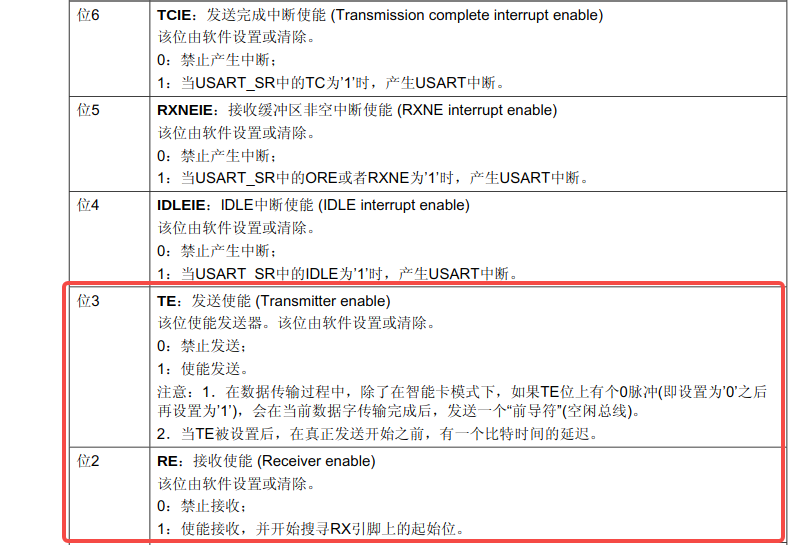 位6
TCIE：发送完成中断使能 (Transmission complete interrupt enable)
该位由软件设置或清除。
0：禁止产生中断；
1：当USART_SR中的TC为'1'时，产生USART中断。
位5
RXNEIE：接收缓冲区非空中断使能 (RXNE interrupt enable)
该位由软件设置或清除。
0：禁止产生中断；
1：当USART_SR中的ORE或者RXNE为'1'时，产生USART中断。
位4
IDLEIE：IDLE中断使能 (IDLE interrupt enable)
该位由软件设置或清除。
0：禁止产生中断；
1：当USART_SR中的IDLE为'1'时，产生USART中断。
位3
TE：发送使能 (Transmitter enable)
该位使能发送器。该位由软件设置或清除。
0：禁止发送；
1：使能发送。
注意：1．在数据传输过程中，除了在智能卡模式下，如果TE位上有个0脉冲(即设置为'0'之后
再设置为'1')，会在当前数据字传输完成后，发送一个“前导符”(空闲总线)。
2．当TE被设置后，在真正发送开始之前，有一个比特时间的延迟。
位2
RE：接收使能 (Receiver enable)
该位由软件设置或清除。
0：禁止接收；
1：使能接收，并开始搜寻RX引脚上的起始位。